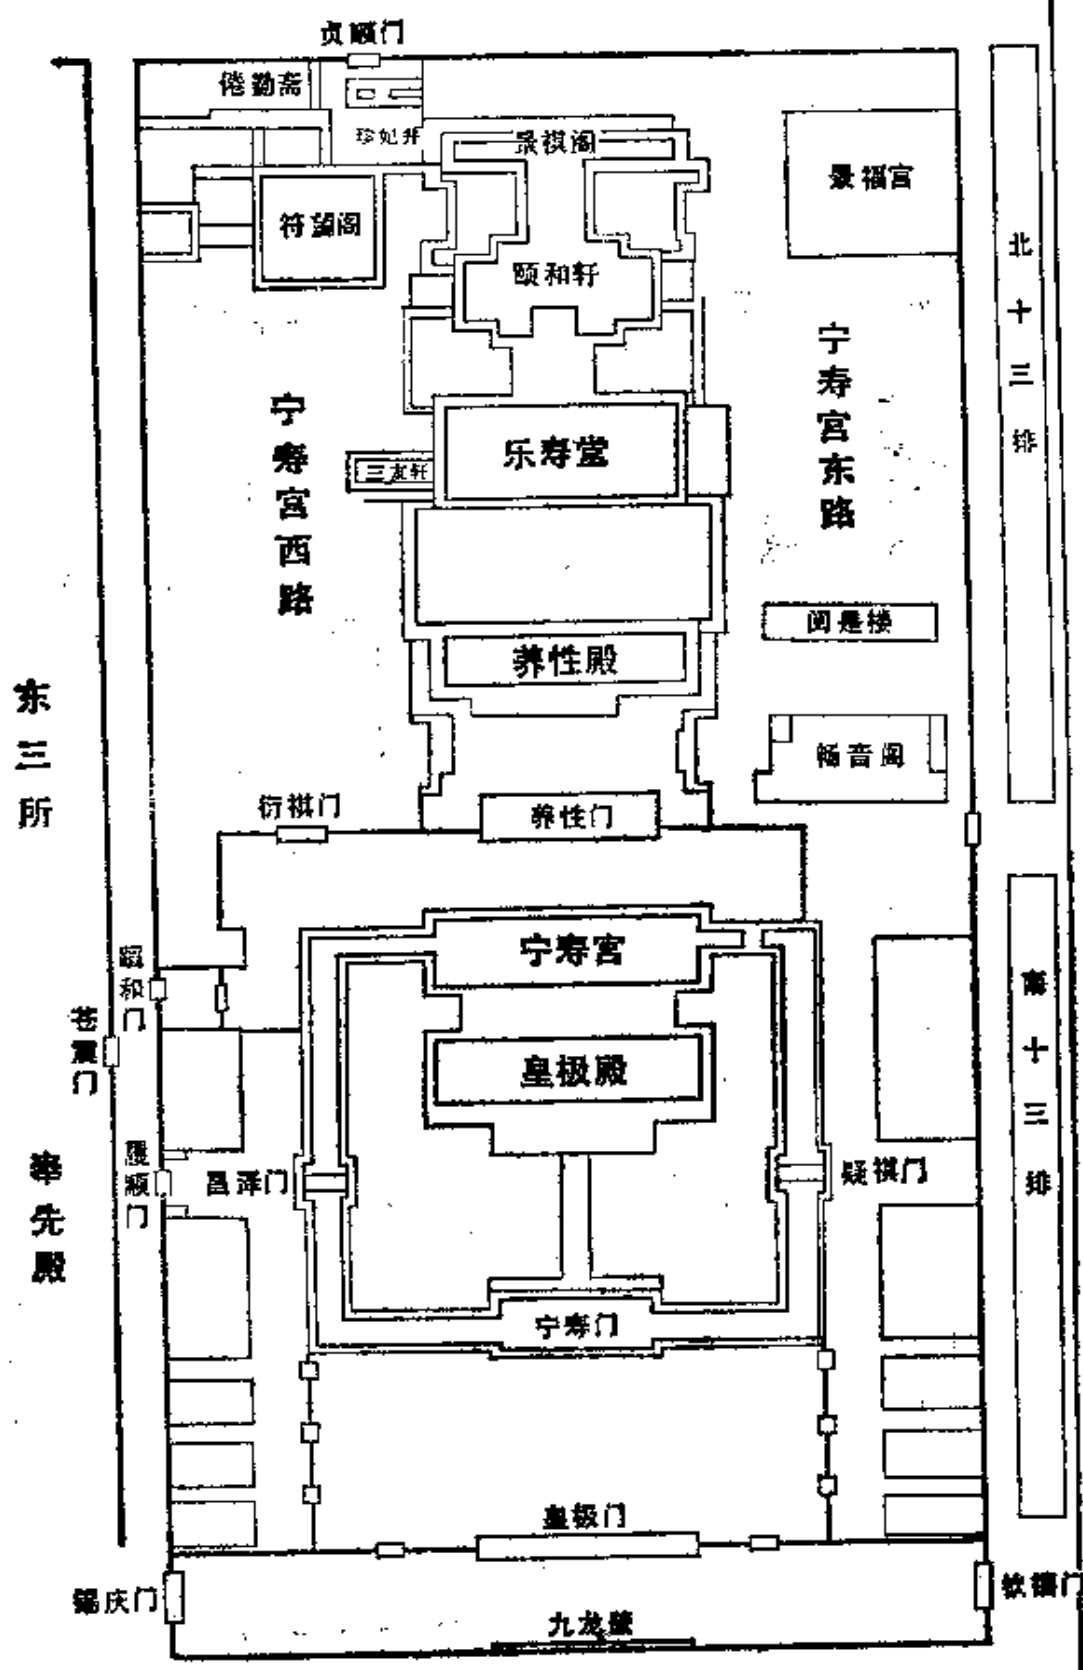 贞顺门
倦勤斋
珍妃井
景祺阁
景福宫
符望阁
颐和轩
北十三排
宁寿宫东路
宁寿宫西路
乐寿堂
三友轩
阅是楼
养性殿
东三所
畅音阁
衍祺门
养性门
宁寿宫
蹈和门
南十三排
苍震门
皇极殿
履顺门
奉先殿
昌泽门
凝祺门
宁寿门
皇极门
锡庆门
钦禧门
九龙壁